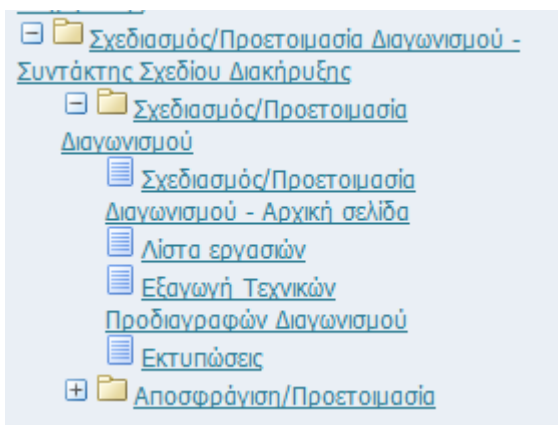 Σχεδιασμός/Προετοιμασία Διαγωνισμού -
Συντάκτης Σχεδίου Διακήρυξης
Σχεδιασμός/Προετοιμασία
Διαγωνισμού
Σχεδιασμός/Προετοιμασία
Διαγωνισμού - Αρχική σελίδα
Λίστα εργασιών
Εξαγωγή Τεχνικών
Προδιαγραφών Διαγωνισμού
Εκτυπώσεις
Αποσφράγιση/Προετοιμασία